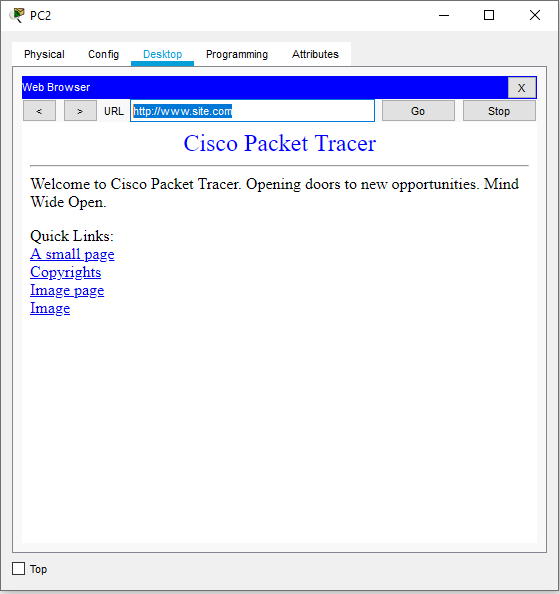 PC2
Physical Config Desktop Programming Attributes
Web Browser X
< > URL http://www.site.com Go Stop
Cisco Packet Tracer
Welcome to Cisco Packet Tracer. Opening doors to new opportunities. Mind
Wide Open.
Quick Links:
A small page
Copyrights
Image page
Image
Top